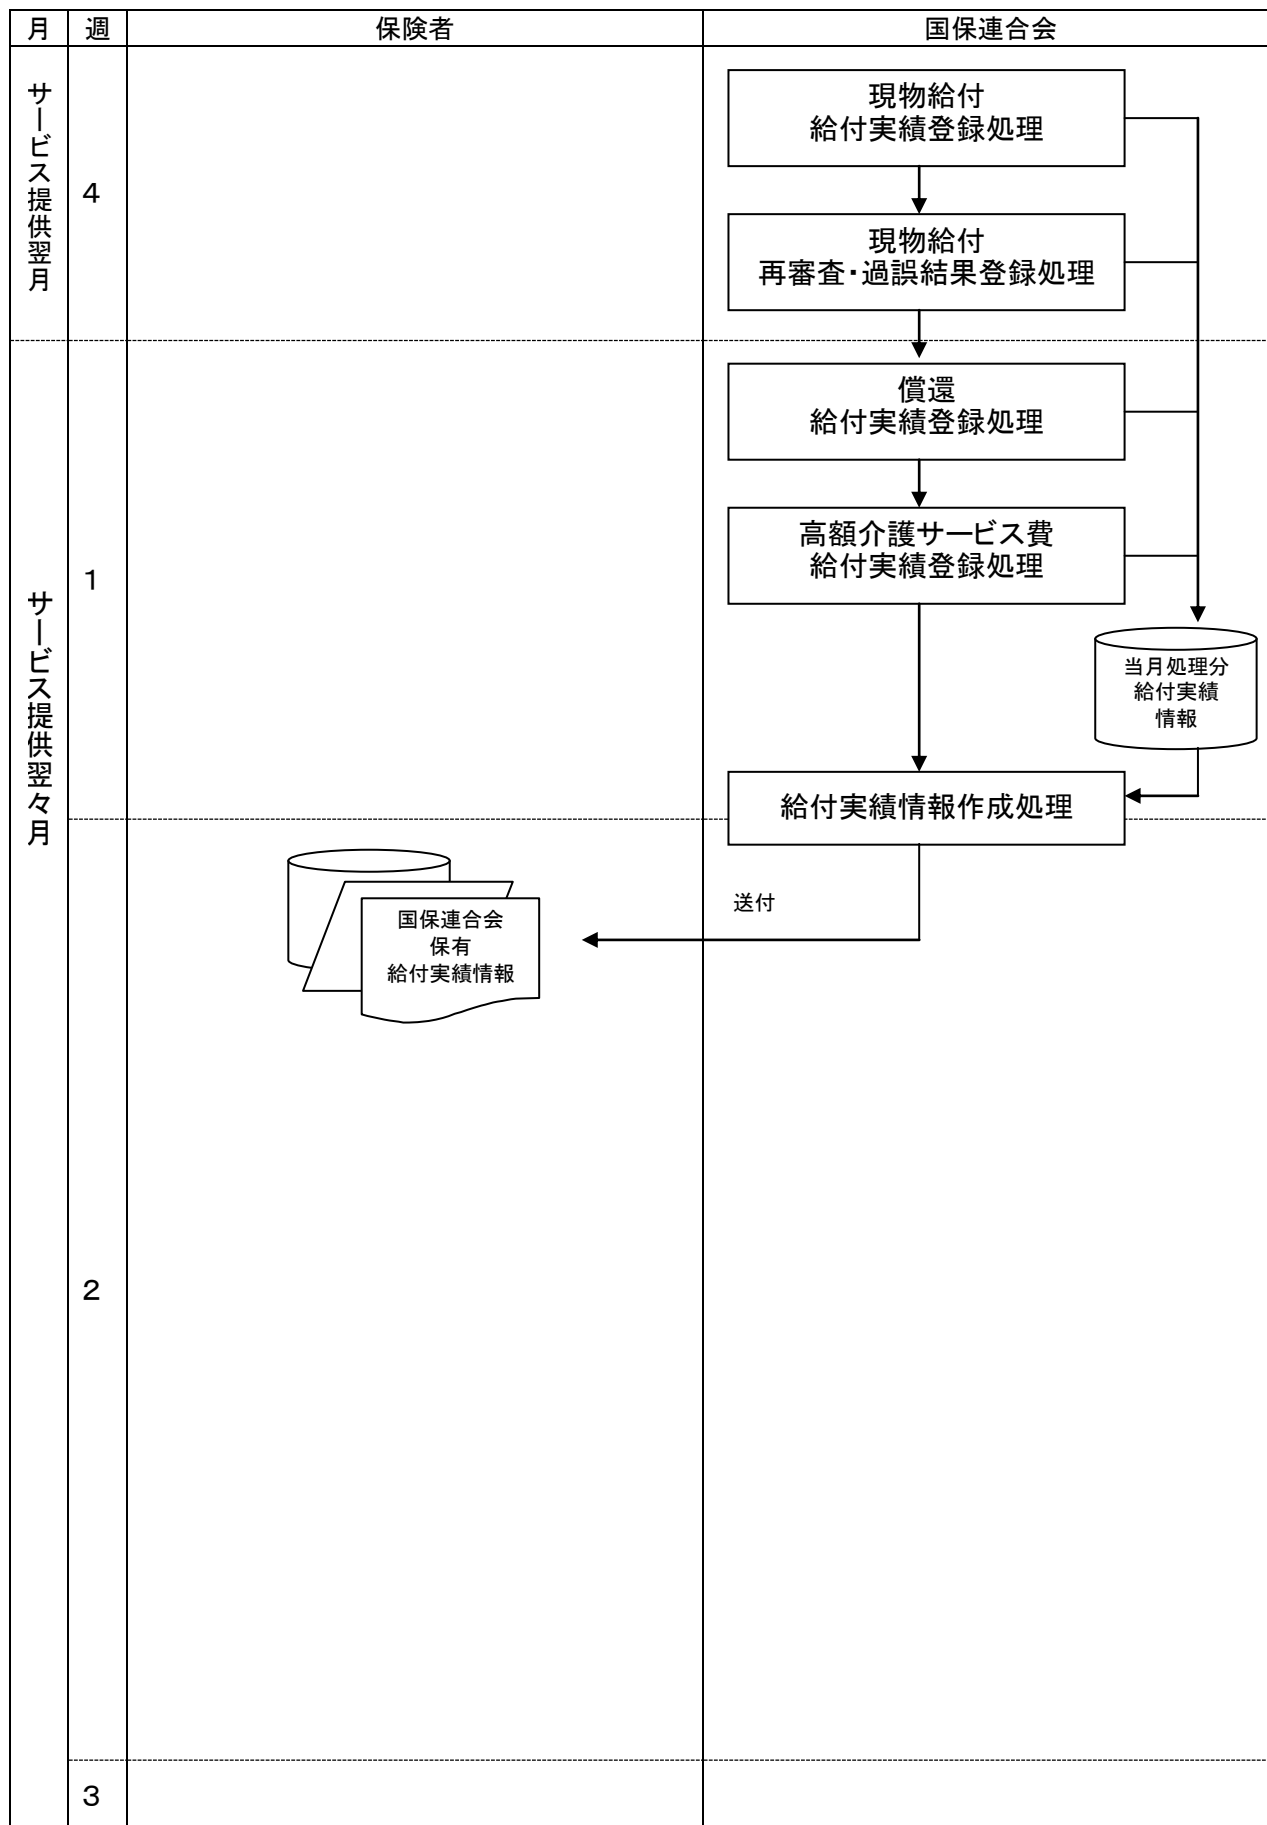 月 週 保険者 国保連合会
サービス提供翌月
4
現物給付
給付実績登録処理
現物給付
再審査・過誤結果登録処理
サービス提供翌々月
1
償還
給付実績登録処理
高額介護サービス費
給付実績登録処理
当月処理分
給付実績
情報
給付実績情報作成処理
2
送付
国保連合会
保有
給付実績情報
3